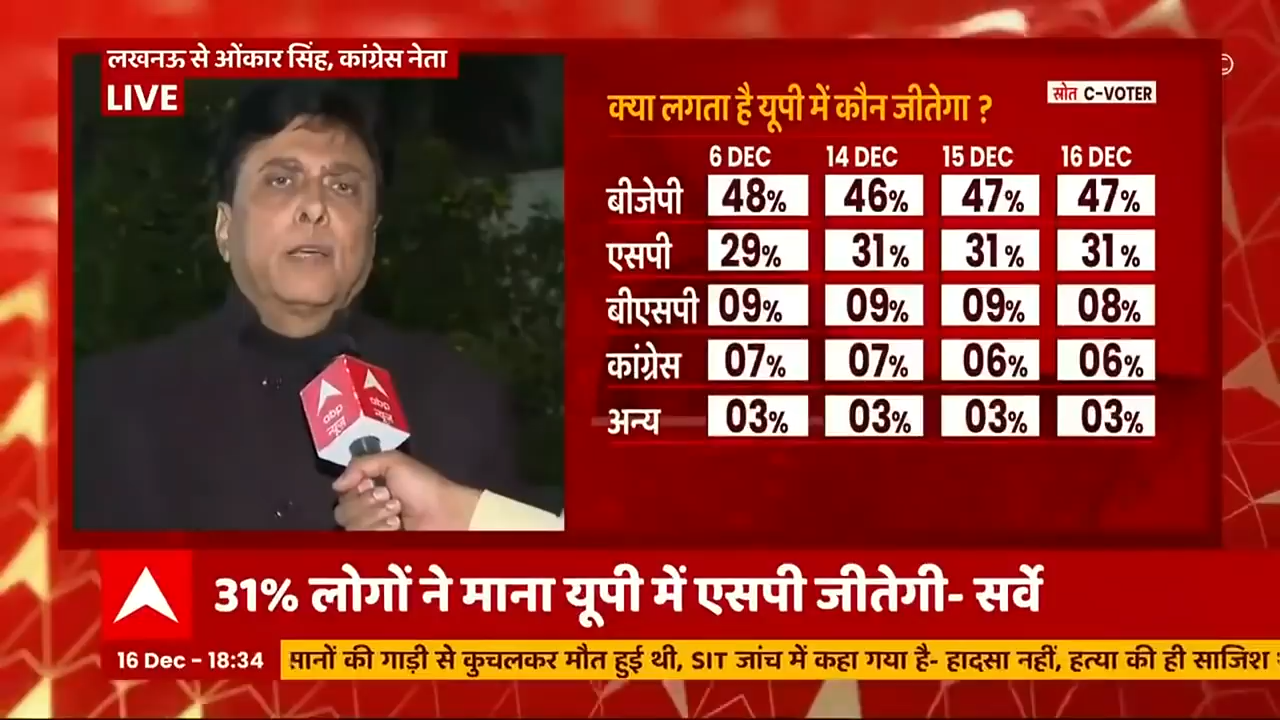 लखनऊ से ओंकार सिंह, कांग्रेस नेता
LIVE
क्या लगता है यूपी में कौन जीतेगा ?
स्रोत C-VOTER
6 DEC 14 DEC 15 DEC 16 DEC
बीजेपी 48% 46% 47% 47%
एसपी 29% 31% 31% 31%
बीएसपी 09% 09% 09% 08%
कांग्रेस 07% 07% 06% 06%
अन्य 03% 03% 03% 03%
abp न्यूज़ abp न्यूज़
31% लोगों ने माना यूपी में एसपी जीतेगी- सर्वे
16 Dec - 18:34
की गाड़ी से कुचलकर मौत हुई थी, SIT जांच में कहा गया है- हादसा नहीं, हत्या की ही साजिश